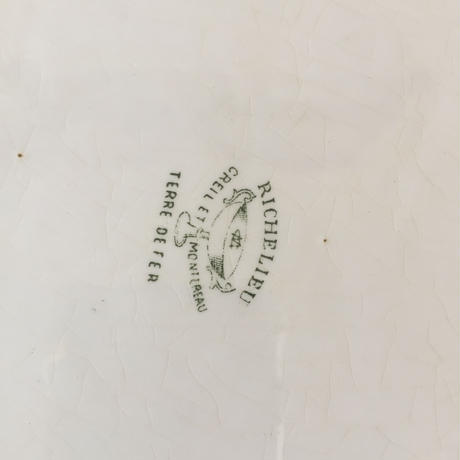 RICHELIEU
CREIL ET
MONTEREAU
TERRE DE FER